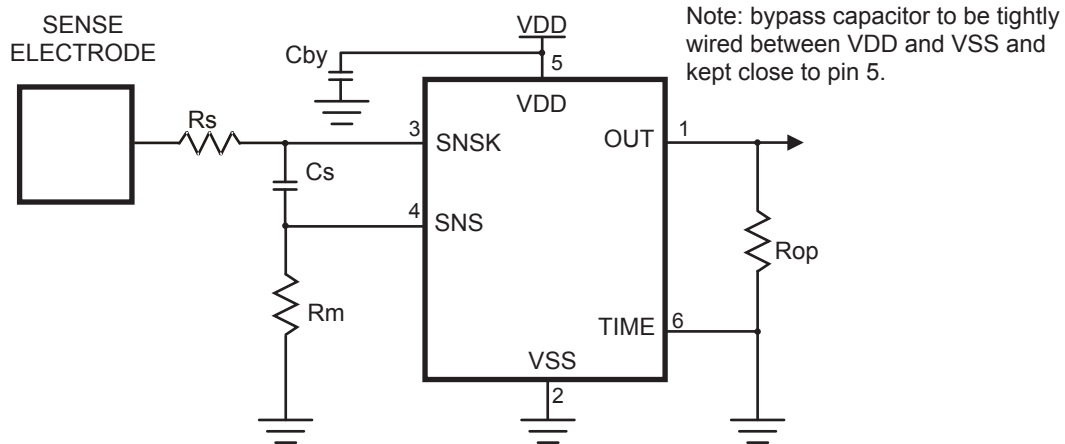 SENSE
ELECTRODE
VDD
Note: bypass capacitor to be tightly
wired between VDD and VSS and
kept close to pin 5.
Cby
5
VDD
Rs
3
SNSK
OUT
1
Cs
4
SNS
Rop
Rm
TIME
6
VSS
2